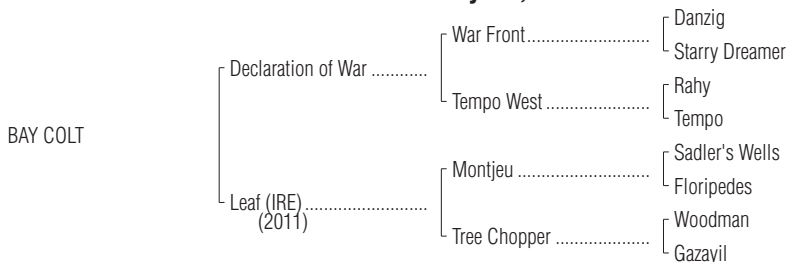 War Front
Danzig
Starry Dreamer
Declaration of War
Tempo West
Rahy
Tempo
BAY COLT
Montjeu
Sadler's Wells
Floripedes
Leaf (IRE)
(2011)
Tree Chopper
Woodman
Gazayil